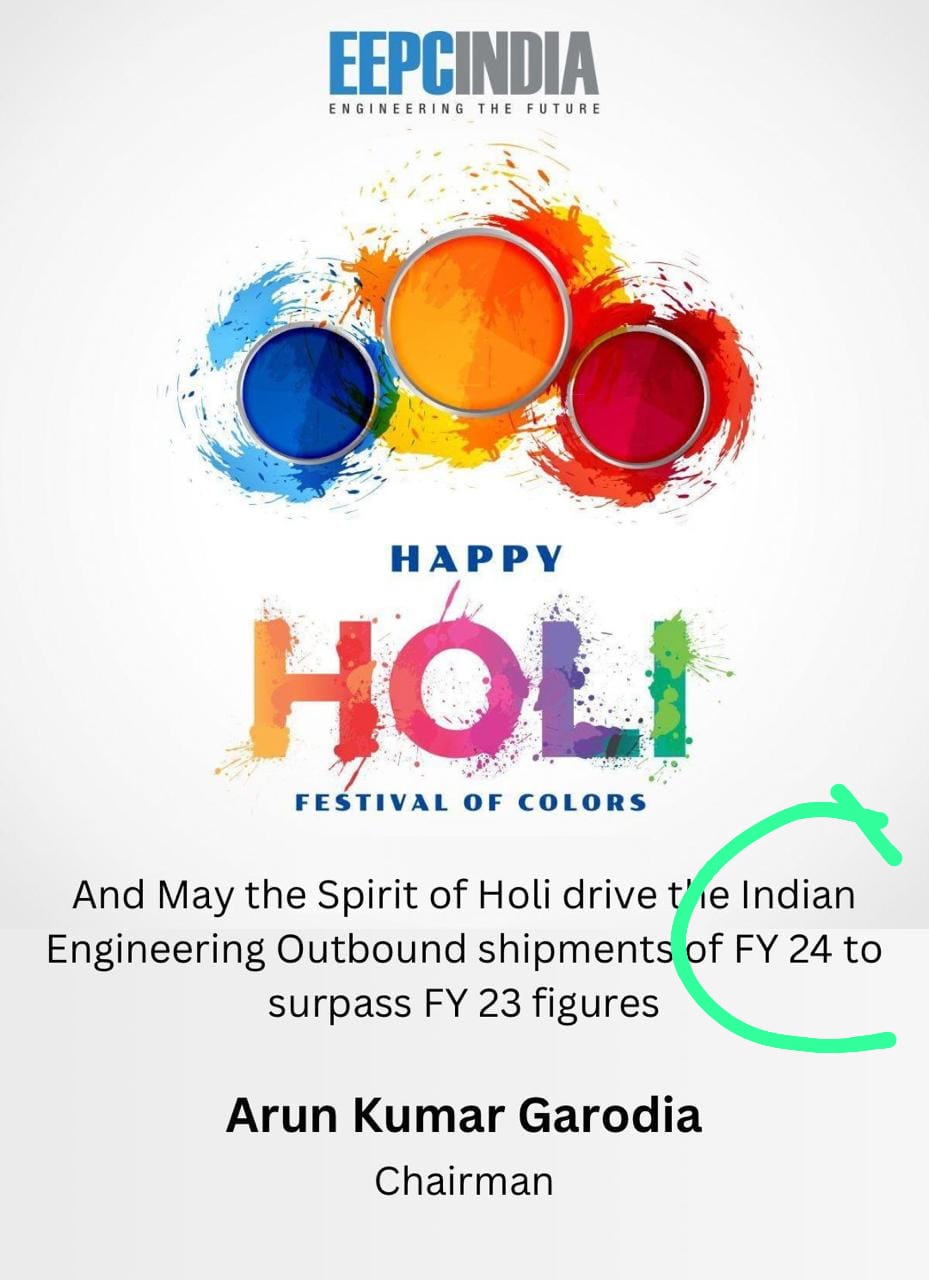 EEPCINDIA
ENGINEERING THE FUTURE
HAPPY
HOLI
FESTIVAL OF COLORS
And May the Spirit of Holi drive the Indian
Engineering Outbound shipments of FY 24 to
surpass FY 23 figures
Arun Kumar Garodia
Chairman